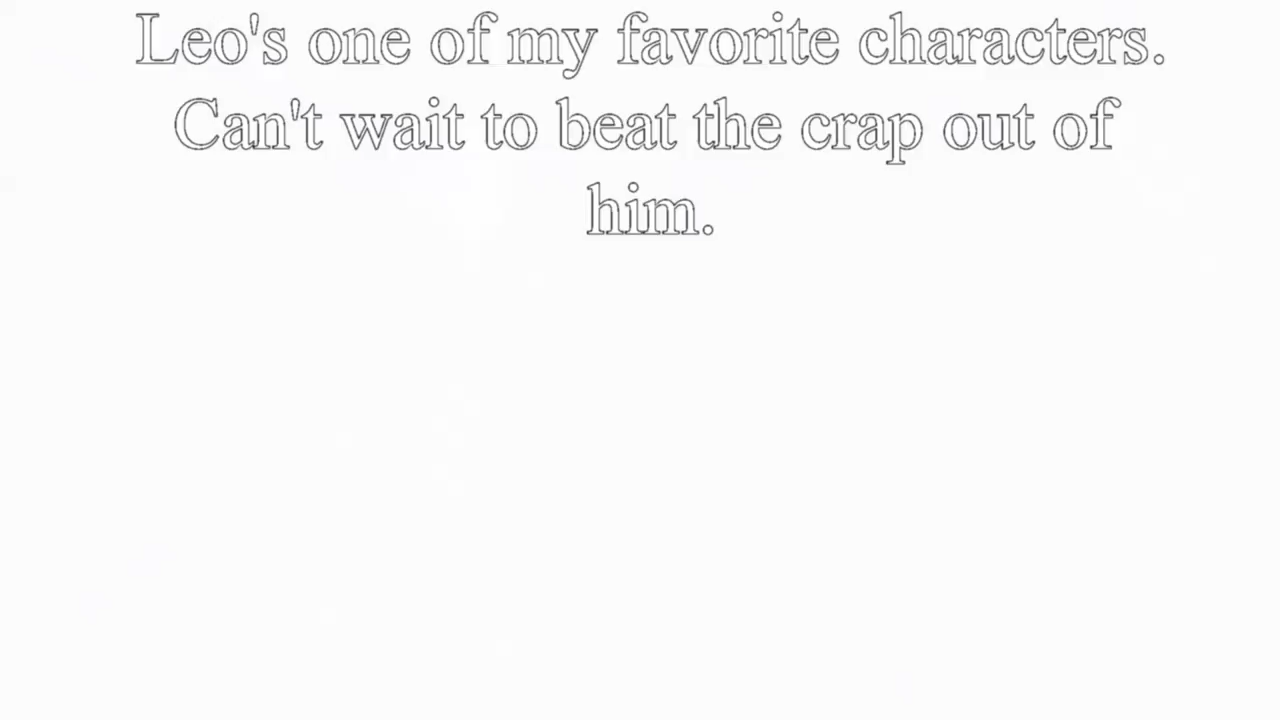 Leo's one of my favorite characters.
Can't wait to beat the crap out of
him.